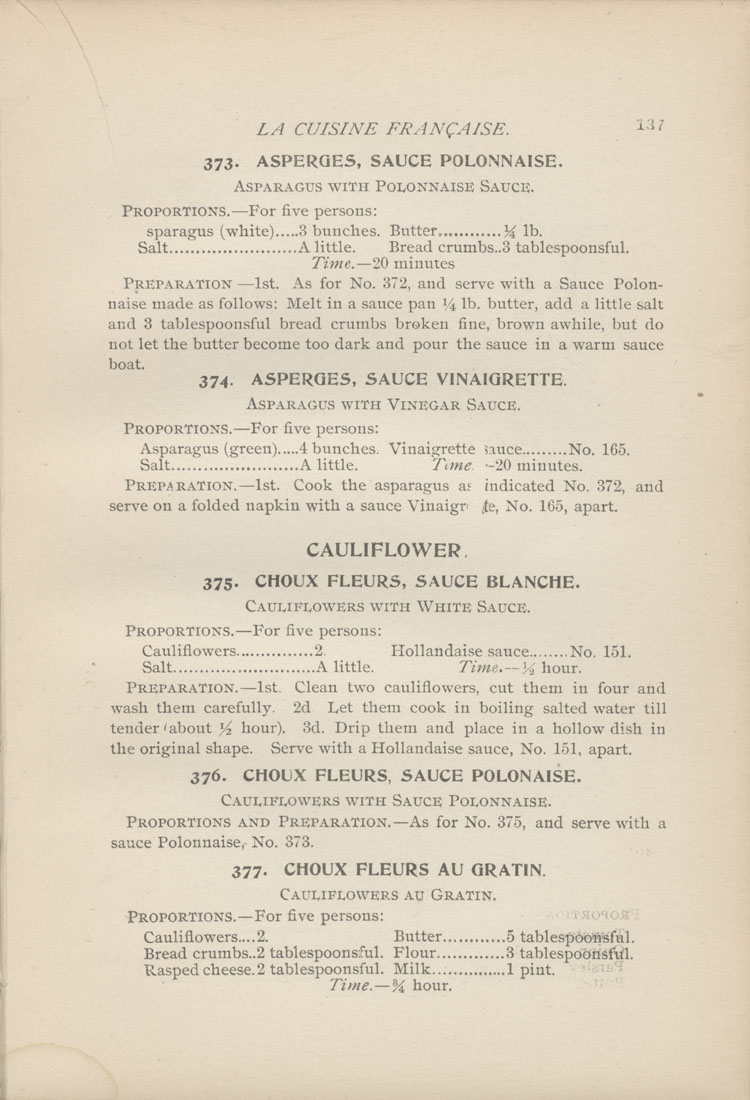 LA CUISINE FRANÇAISE. 137
373. ASPERGES, SAUCE POLONNAISE.
ASPARAGUS WITH POLONNAISE SAUCE.
PROPORTIONS.—For five persons:
sparagus (white).....3 bunches. Butter............¼ lb.
Salt........................A little. Bread crumbs..3 tablespoonsful.
Time.—20 minutes
PREPARATION —1st. As for No. 372, and serve with a Sauce Polon-
naise made as follows: Melt in a sauce pan ¼ lb. butter, add a little salt
and 3 tablespoonsful bread crumbs broken fine, brown awhile, but do
not let the butter become too dark and pour the sauce in a warm sauce
boat.
374. ASPERGES, SAUCE VINAIGRETTE.
ASPARAGUS WITH VINEGAR SAUCE.
PROPORTIONS.—For five persons:
Asparagus (green).....4 bunches. Vinaigrette sauce.........No. 165.
Salt........................A little. Time. —20 minutes.
PREPARATION.—1st. Cook the asparagus as indicated No. 372, and
serve on a folded napkin with a sauce Vinaigr te, No. 165, apart.
CAULIFLOWER.
375. CHOUX FLEURS, SAUCE BLANCHE.
CAULIFLOWERS WITH WHITE SAUCE.
PROPORTIONS.—For five persons:
Cauliflowers...............2. Hollandaise sauce........No. 151.
Salt...........................A little. Time.—½ hour.
PREPARATION.—1st. Clean two cauliflowers, cut them in four and
wash them carefully. 2d Let them cook in boiling salted water till
tender (about ½ hour). 3d. Drip them and place in a hollow dish in
the original shape. Serve with a Hollandaise sauce, No. 151, apart.
376. CHOUX FLEURS, SAUCE POLONAISE.
CAULIFLOWERS WITH SAUCE POLONNAISE.
PROPORTIONS AND PREPARATION.—As for No. 375, and serve with a
sauce Polonnaise, No. 373.
377. CHOUX FLEURS AU GRATIN.
CAULIFLOWERS AU GRATIN.
PROPORTIONS.—For five persons:
Cauliflowers....2. Butter............5 tablespoonsful.
Bread crumbs..2 tablespoonsful. Flour.............3 tablespoonsful.
Rasped cheese.2 tablespoonsful. Milk..............1 pint.
Time.—¾ hour.